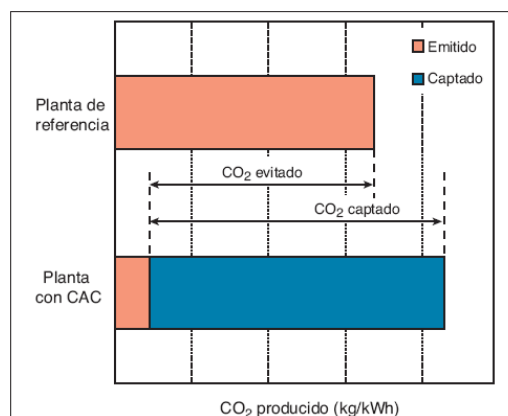 Emitido
Captado
Planta de
referencia
CO₂ evitado
CO₂ captado
Planta
con CAC
CO₂ producido (kg/kWh)